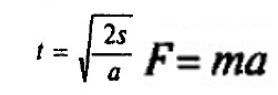 t = √(2s/a) F = ma